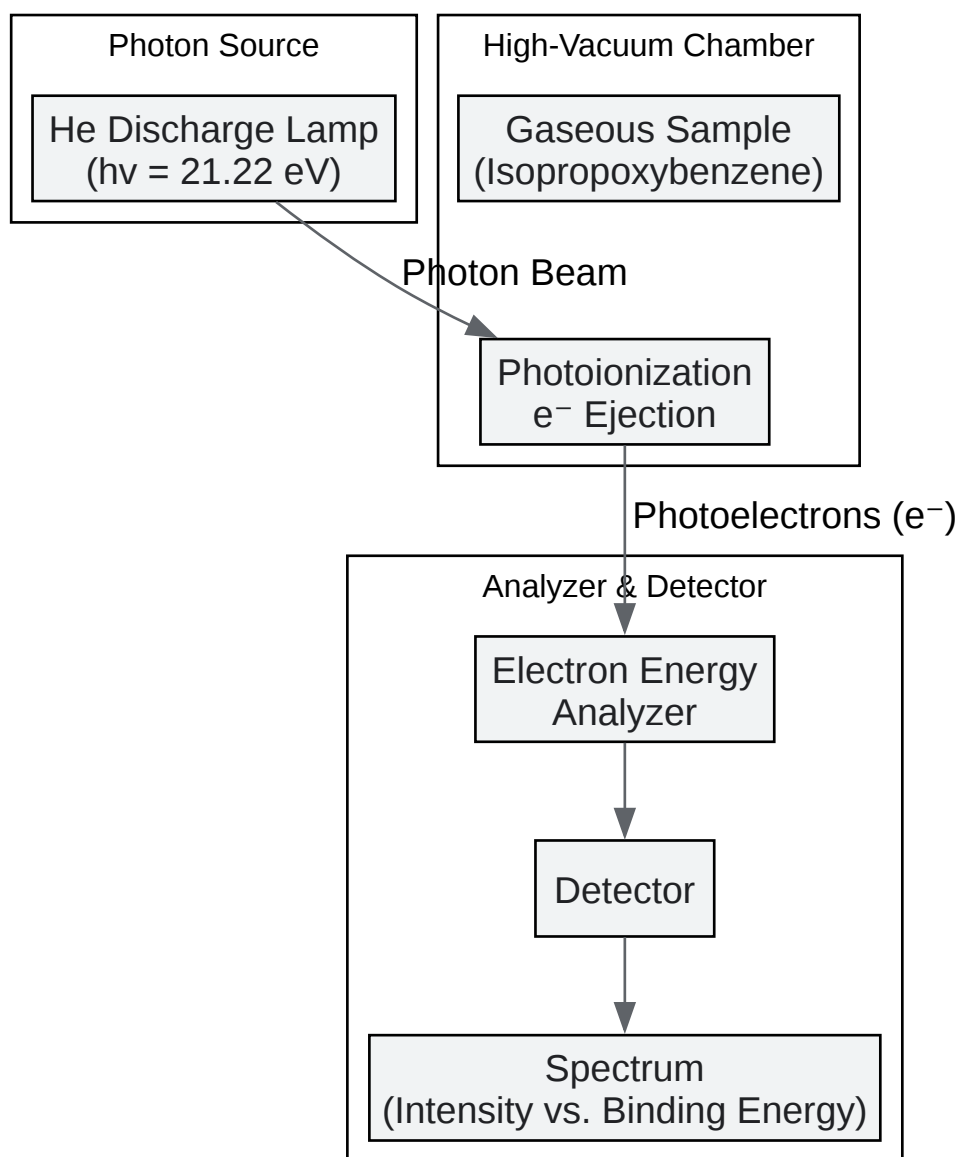 Photon Source
He Discharge Lamp
(hv = 21.22 eV)
High-Vacuum Chamber
Gaseous Sample
(Isopropoxybenzene)
Photon Beam
Photoionization
e⁻ Ejection
Photoelectrons (e⁻)
Analyzer & Detector
Electron Energy
Analyzer
Detector
Spectrum
(Intensity vs. Binding Energy)